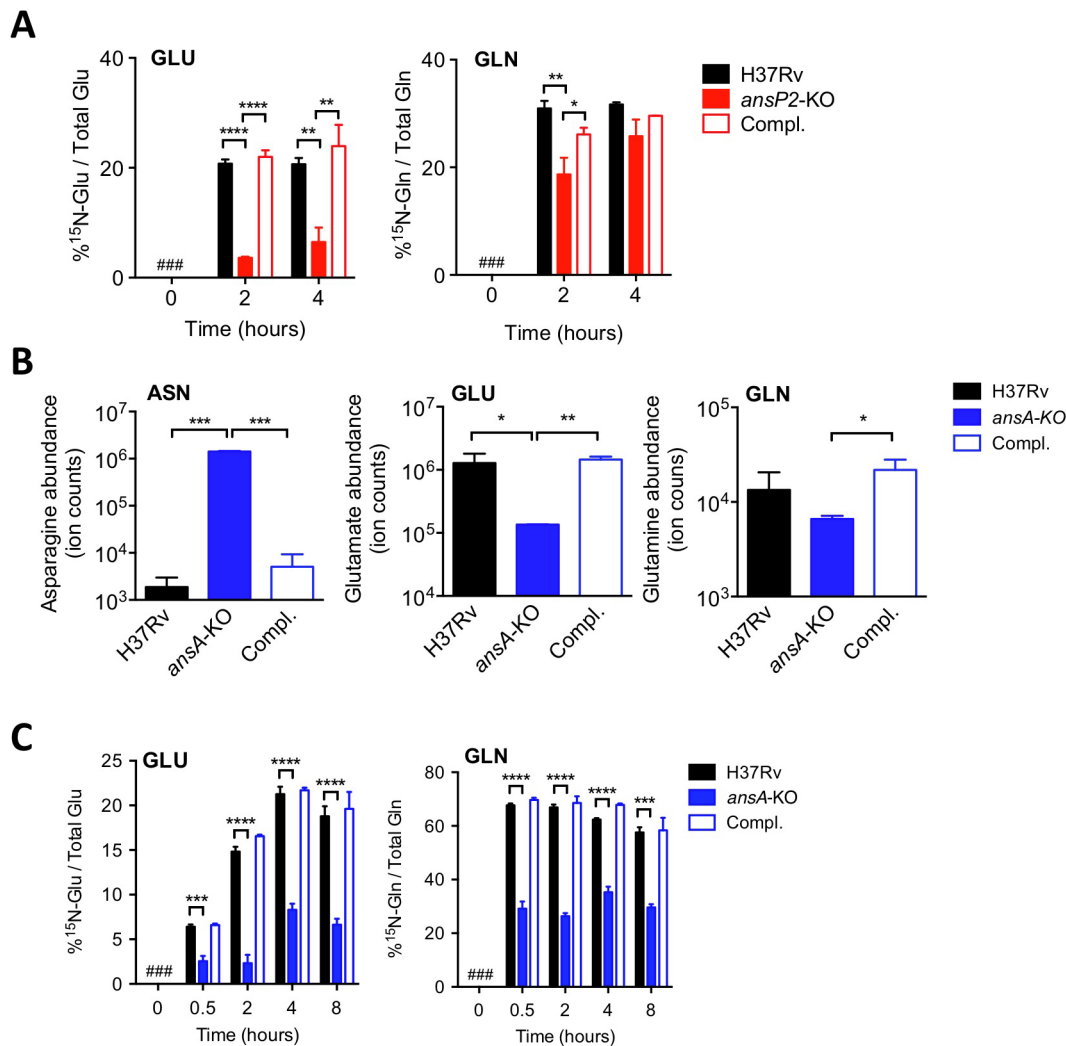 A
GLU
%¹⁵N-Glu / Total Glu
40
20
0
****
****
**
**
###
0
2
4
Time (hours)
GLN
%¹⁵N-Gln / Total Gln
40
20
0
**
*
###
0
2
4
Time (hours)
H37Rv
ansP2-KO
Compl.
B
ASN
Asparagine abundance
(ion counts)
10⁷
10⁶
10⁵
10⁴
10³
***
***
H37Rv
ansA-KO
Compl.
GLU
Glutamate abundance
(ion counts)
10⁷
10⁶
10⁵
10⁴
*
**
H37Rv
ansA-KO
Compl.
GLN
Glutamine abundance
(ion couns)
10⁵
10⁴
10³
*
H37Rv
ansA-KO
Compl.
H37Rv
ansA-KO
Compl.
C
GLU
%¹⁵N-Glu / Total Glu
25
20
15
10
5
0
***
****
****
****
###
0
0.5
2
4
8
Time (hours)
GLN
%¹⁵N-Gln / Total Gln
80
60
40
20
0
****
****
****
***
###
0
0.5
2
4
8
Time (hours)
H37Rv
ansA-KO
Compl.